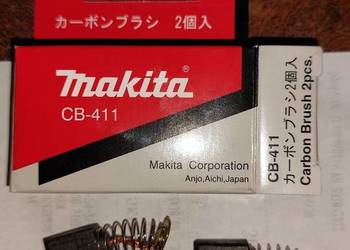 カーボンブラシ 2個入
makita
CB-411
Makita Corporation
Anjo,Aichi,Japan
CB-411
カーボンブラシ2個入
Carbon Brush 2pcs.